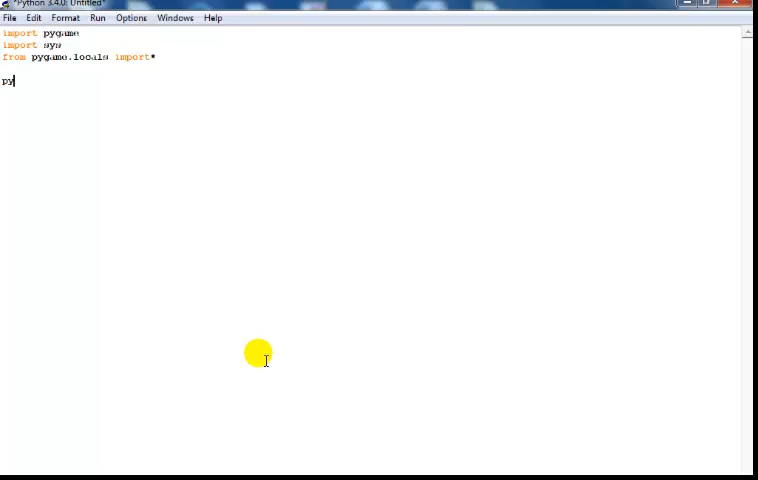 *Python 3.4.0: Untitled*
File Edit Format Run Options Windows Help
import pygame
import sys
from pygame.locals import*
py